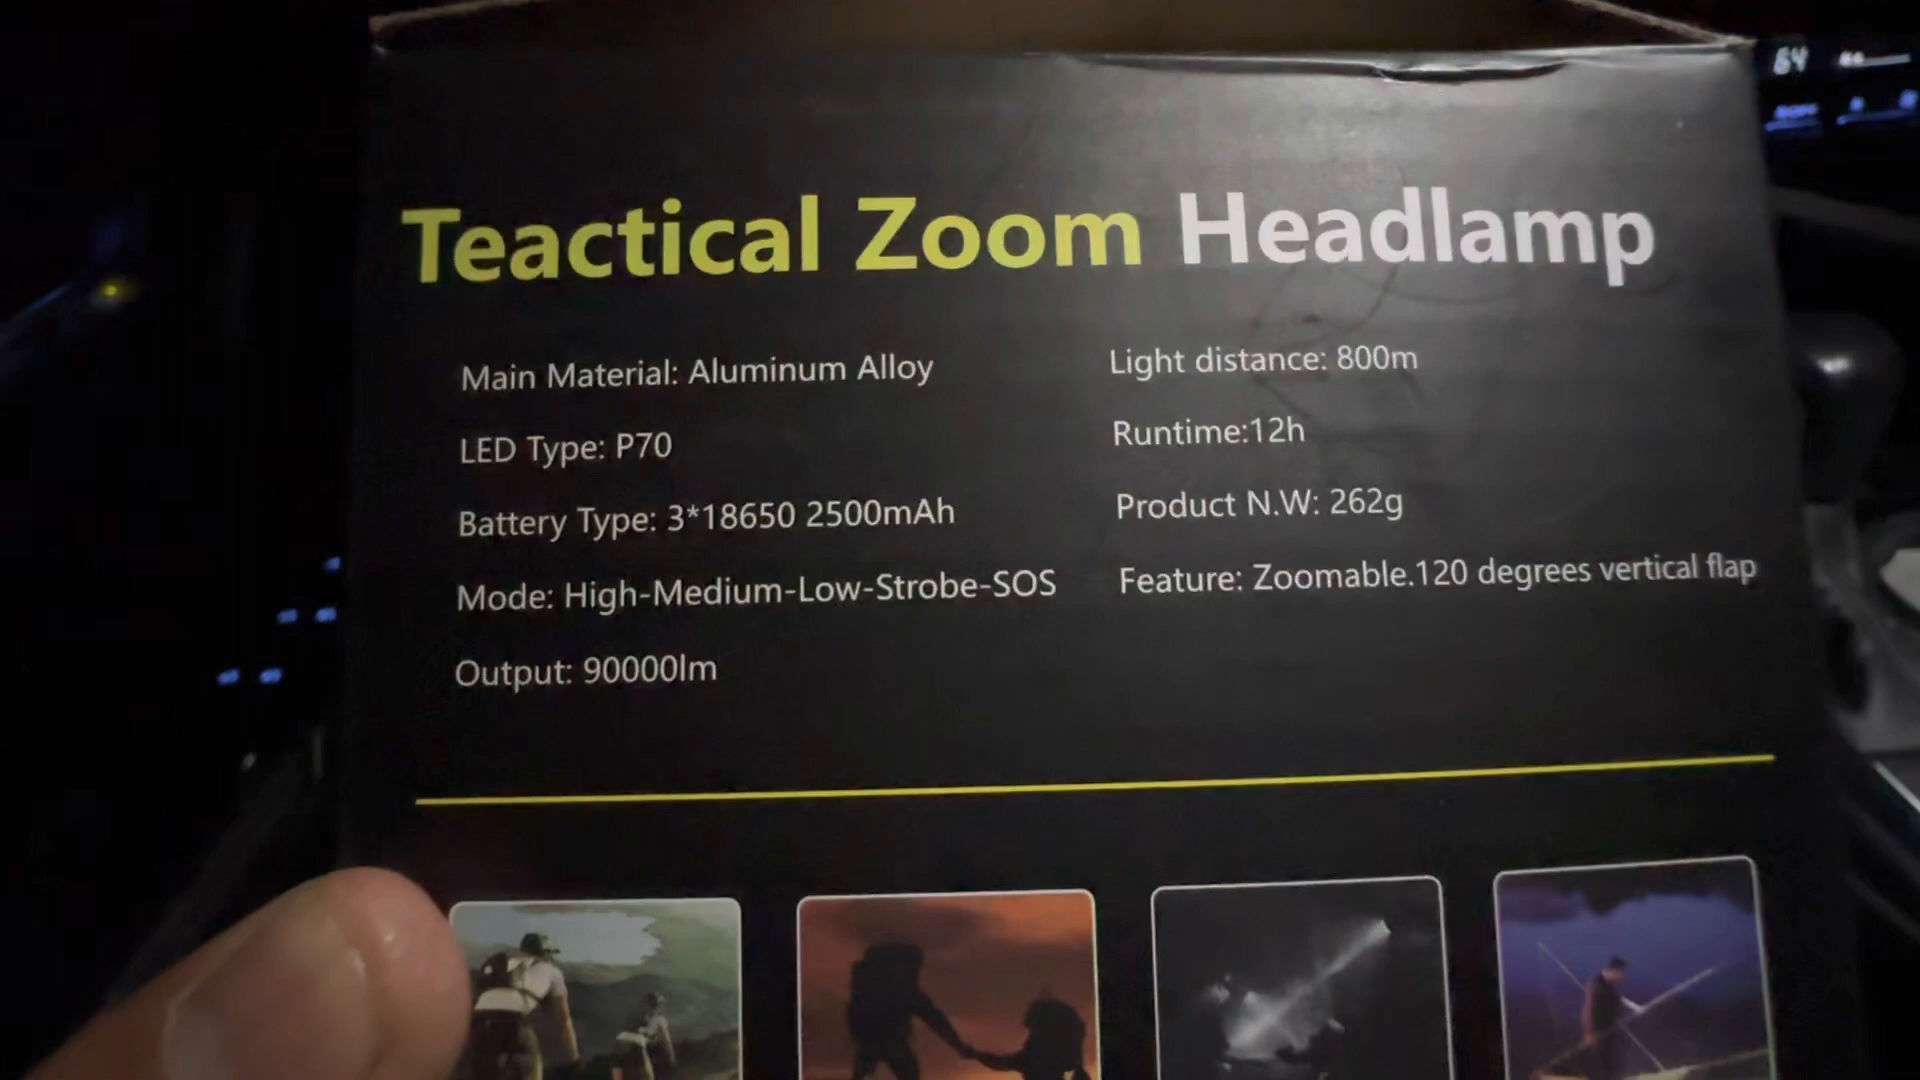 64
Teactical Zoom Headlamp
Main Material: Aluminum Alloy
LED Type: P70
Battery Type: 3*18650 2500mAh
Mode: High-Medium-Low-Strobe-SOS
Output: 90000lm
Light distance: 800m
Runtime:12h
Product N.W: 262g
Feature: Zoomable.120 degrees vertical flap